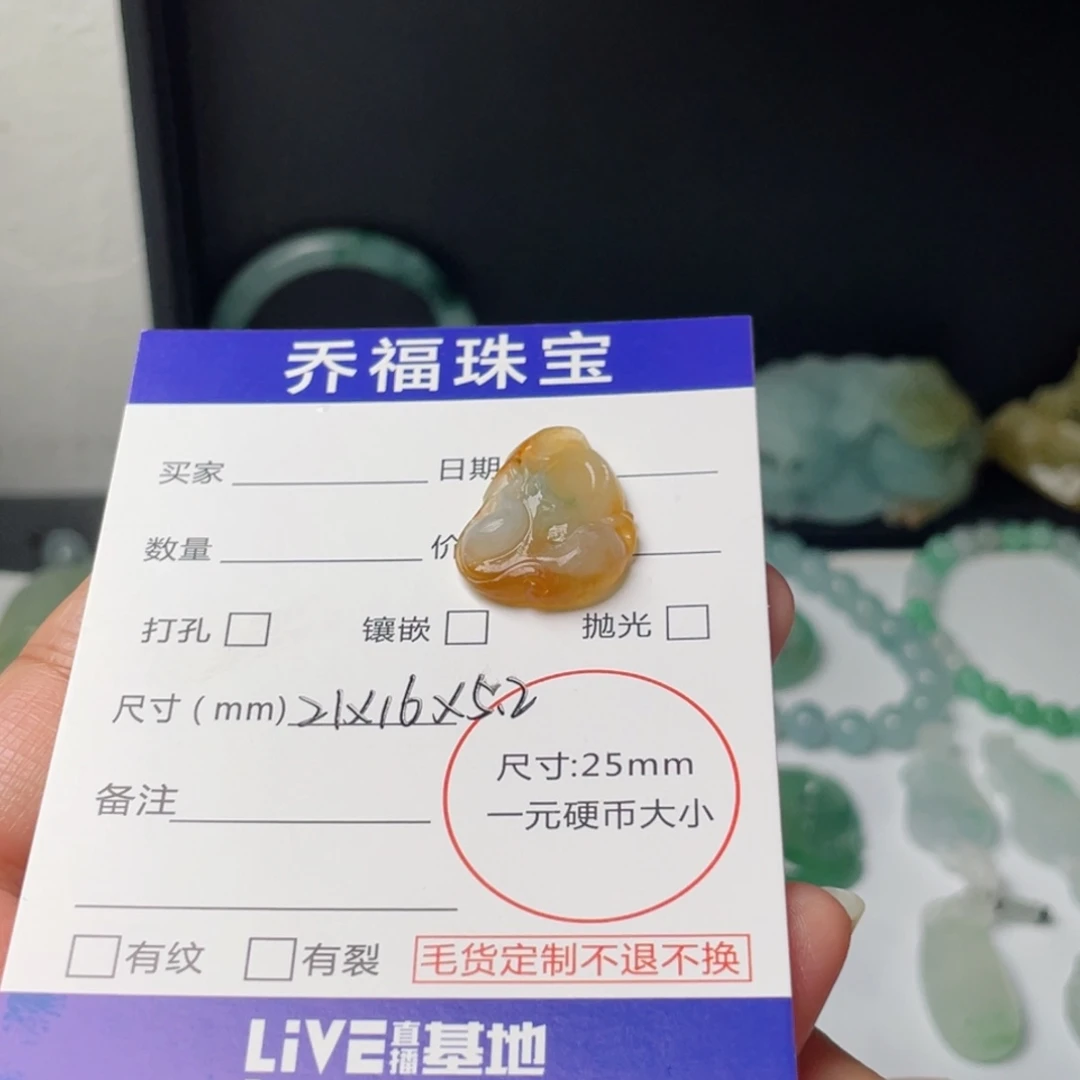 乔福珠宝
买家 日期
数量 价
打孔 镶嵌 抛光
尺寸(mm) 21X16X5.2
尺寸:25mm
一元硬币大小
备注
有纹 有裂 毛货定制不退不换
LiVE直播基地